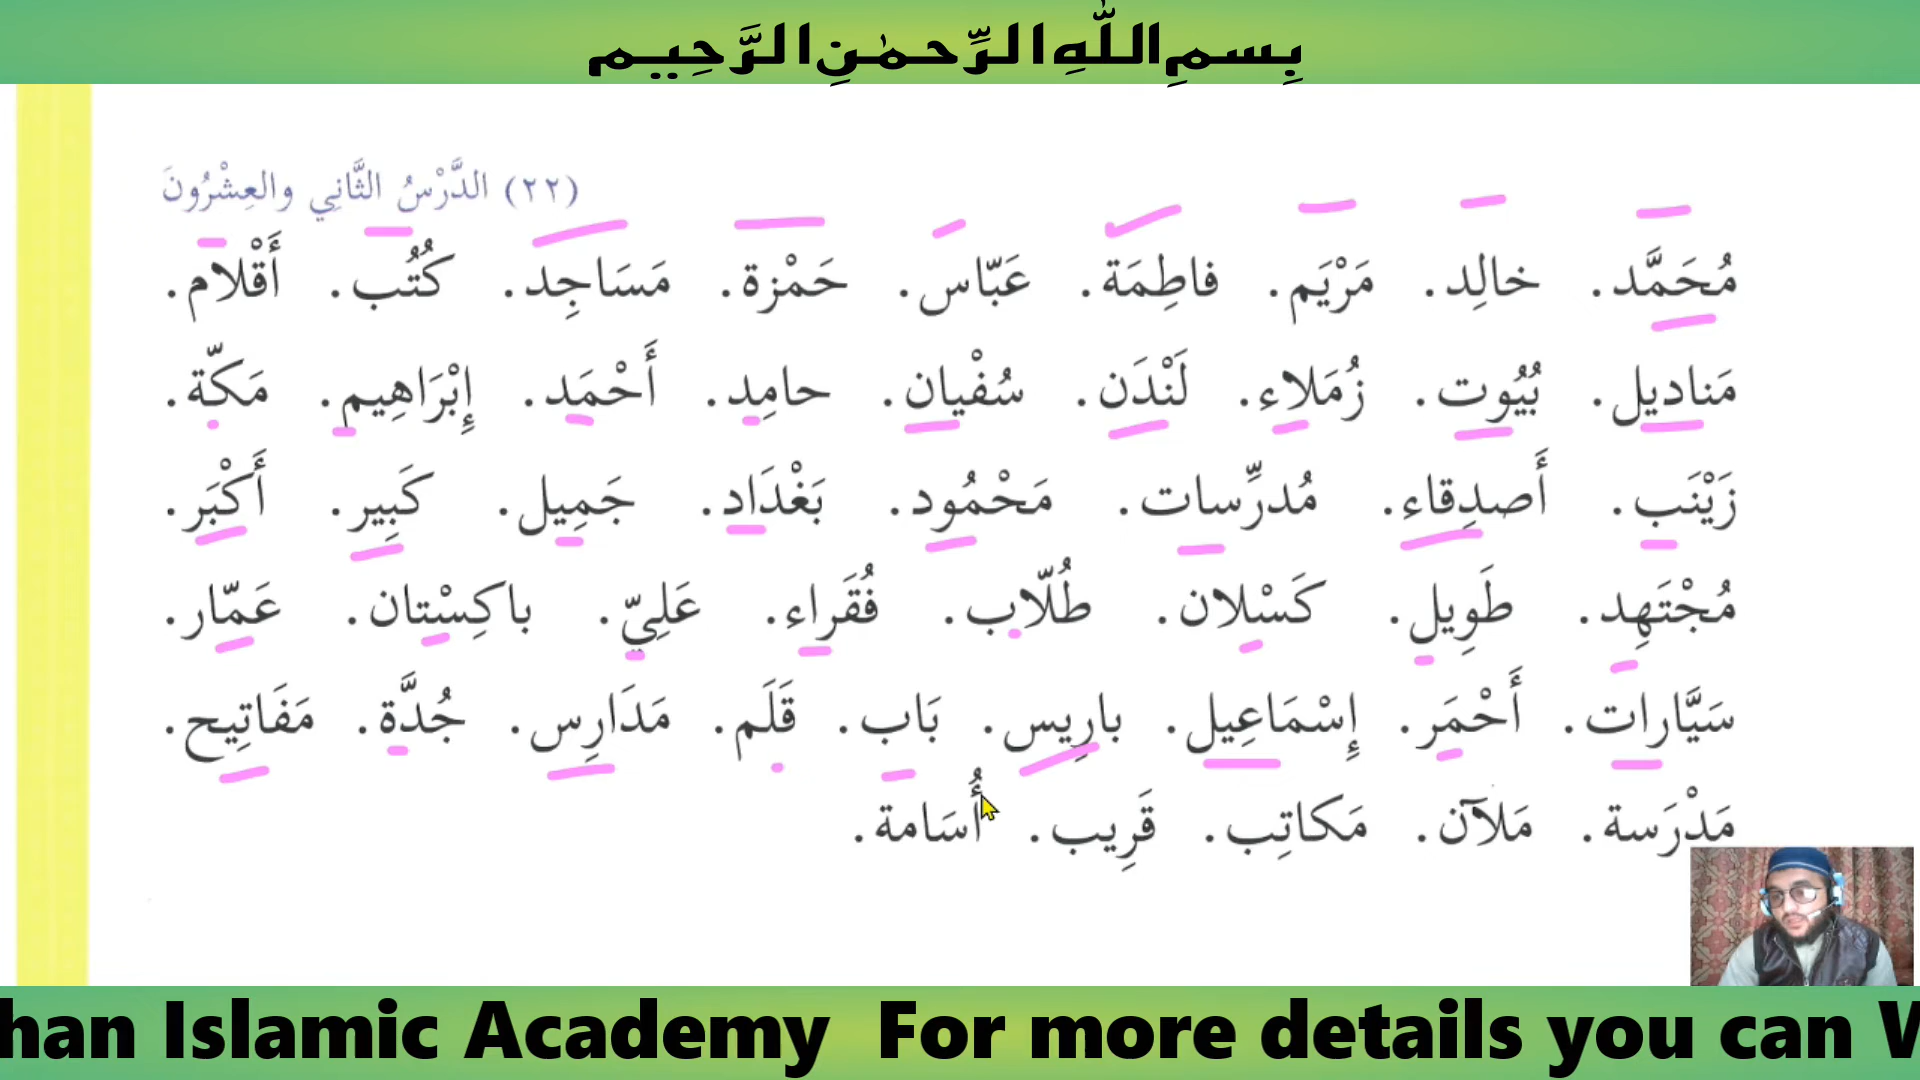 بِسمِ اللّٰهِ الرَّحمٰنِ الرَّحِيم
(٢٢) الدَّرْسُ الثَّانِي والعِشْرُونَ
مُحَمَّد. خالِد. مَرْيَم. فاطِمَة. عَبّاس. حَمْزة. مَسَاجِد. كُتُب. أَقْلام.
مَناديل. بُيُوت. زُمَلاء. لَنْدَن. سُفْيان. حامِد. أَحْمَد. إِبْرَاهِيم. مَكّة.
زَيْنَب. أَصدِقاء. مُدرِّسات. مَحْمُود. بَغْدَاد. جَمِيل. كَبِير. أَكْبَر.
مُجْتَهِد. طَوِيل. كَسْلان. طُلّاب. فُقَراء. عَلِيّ. باكِسْتان. عَمّار.
سَيَّارات. أَحْمَر. إِسْمَاعِيل. بارِيس. بَاب. قَلَم. مَدَارِس. جُدَّة. مَفَاتِيح.
مَدْرَسة. مَلآن. مَكاتِب. قَرِيب. أُسَامة.
han Islamic Academy For more details you can W